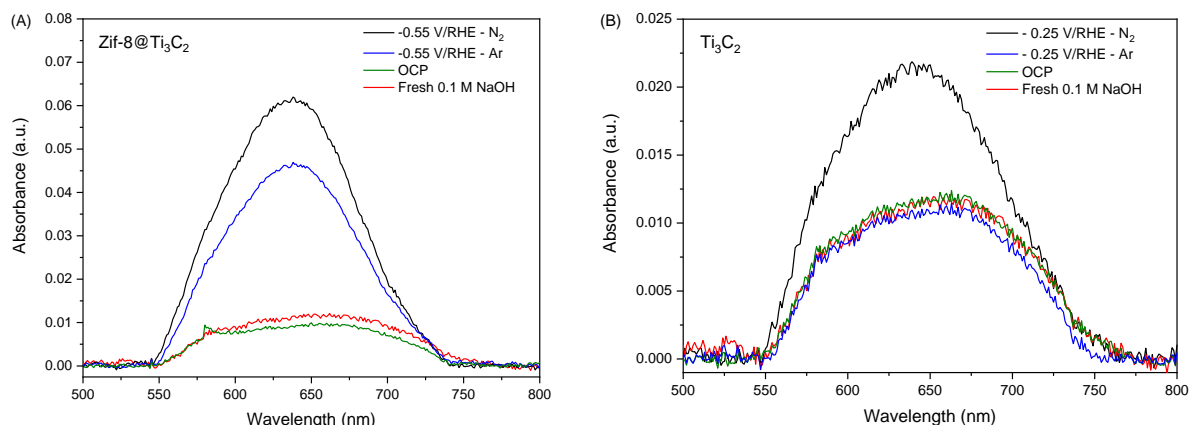 (A)
Zif-8@Ti₃C₂
-0.55 V/RHE - N₂
-0.55 V/RHE - Ar
OCP
Fresh 0.1 M NaOH
0.08
0.07
0.06
0.05
0.04
0.03
0.02
0.01
0.00
Absorbance (a.u.)
500 550 600 650 700 750 800
Wavelength (nm)
(B)
Ti₃C₂
- 0.25 V/RHE - N₂
- 0.25 V/RHE - Ar
OCP
Fresh 0.1 M NaOH
0.025
0.020
0.015
0.010
0.005
0.000
Absorbance (a.u.)
500 550 600 650 700 750 800
Wavelength (nm)